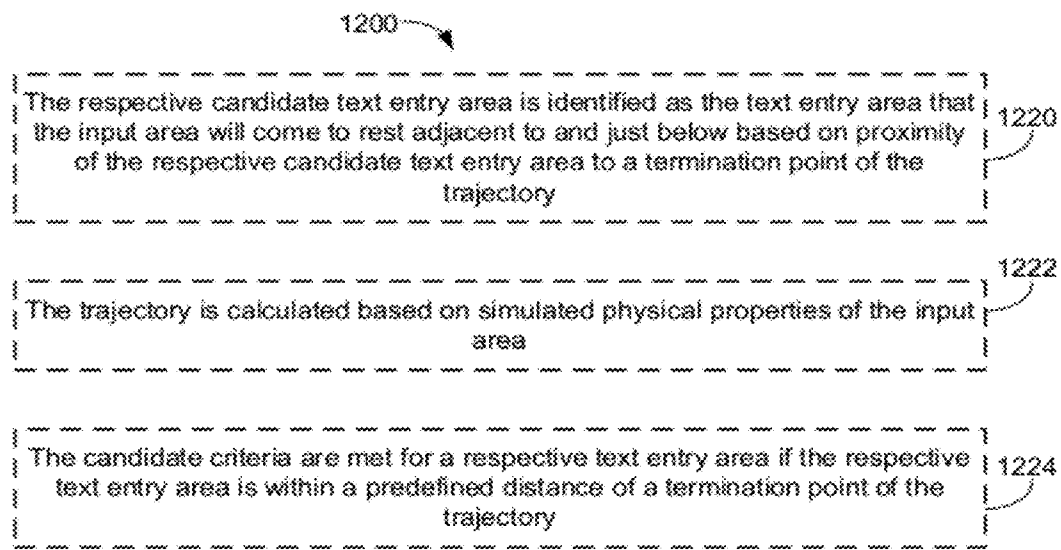 1200
The respective candidate text entry area is identified as the text entry area that
the input area will come to rest adjacent to and just below based on proximity
of the respective candidate text entry area to a termination point of the
trajectory
1220
1222
The trajectory is calculated based on simulated physical properties of the input
area
The candidate criteria are met for a respective text entry area if the respective
text entry area is within a predefined distance of a termination point of the
trajectory
1224